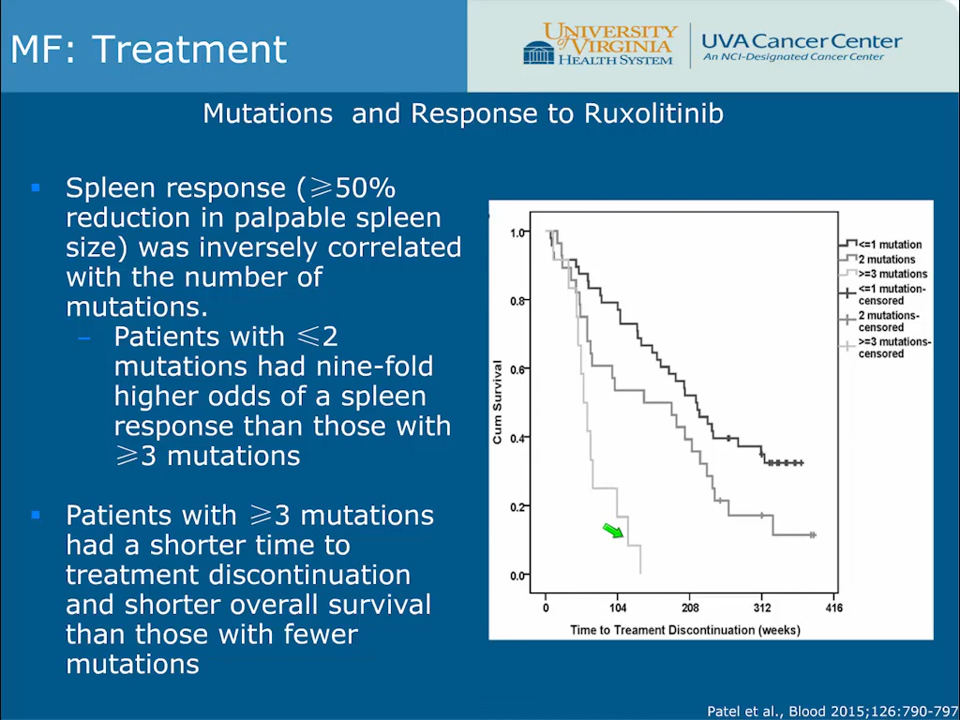 MF: Treatment
UNIVERSITY
of VIRGINIA
HEALTH SYSTEM
UVA Cancer Center
An NCI-Designated Cancer Center
Mutations and Response to Ruxolitinib
▪ Spleen response (≥50%
reduction in palpable spleen
size) was inversely correlated
with the number of
mutations.
– Patients with ≤2
mutations had nine-fold
higher odds of a spleen
response than those with
≥3 mutations
▪ Patients with ≥3 mutations
had a shorter time to
treatment discontinuation
and shorter overall survival
than those with fewer
mutations
Cum Survival
1.0
0.8
0.6
0.4
0.2
0.0
0 104 208 312 416
Time to Treament Discontinuation (weeks)
<=1 mutation
2 mutations
>=3 mutations
<=1 mutation-
censored
2 mutations-
censored
>=3 mutations-
censored
Patel et al., Blood 2015;126:790-797